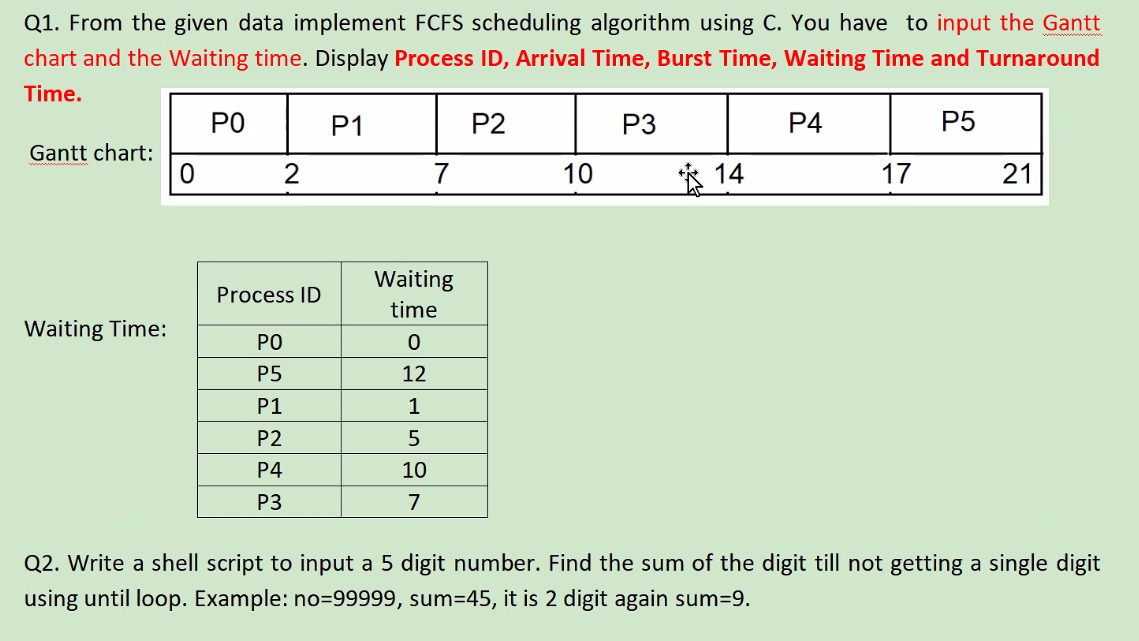 Q1. From the given data implement FCFS scheduling algorithm using C. You have to input the Gantt
chart and the Waiting time. Display Process ID, Arrival Time, Burst Time, Waiting Time and Turnaround
Time.
P0 P1 P2 P3 P4 P5
Gantt chart:
0 2 7 10 14 17 21
Process ID Waiting time
Waiting Time:
P0 0
P5 12
P1 1
P2 5
P4 10
P3 7
Q2. Write a shell script to input a 5 digit number. Find the sum of the digit till not getting a single digit
using until loop. Example: no=99999, sum=45, it is 2 digit again sum=9.